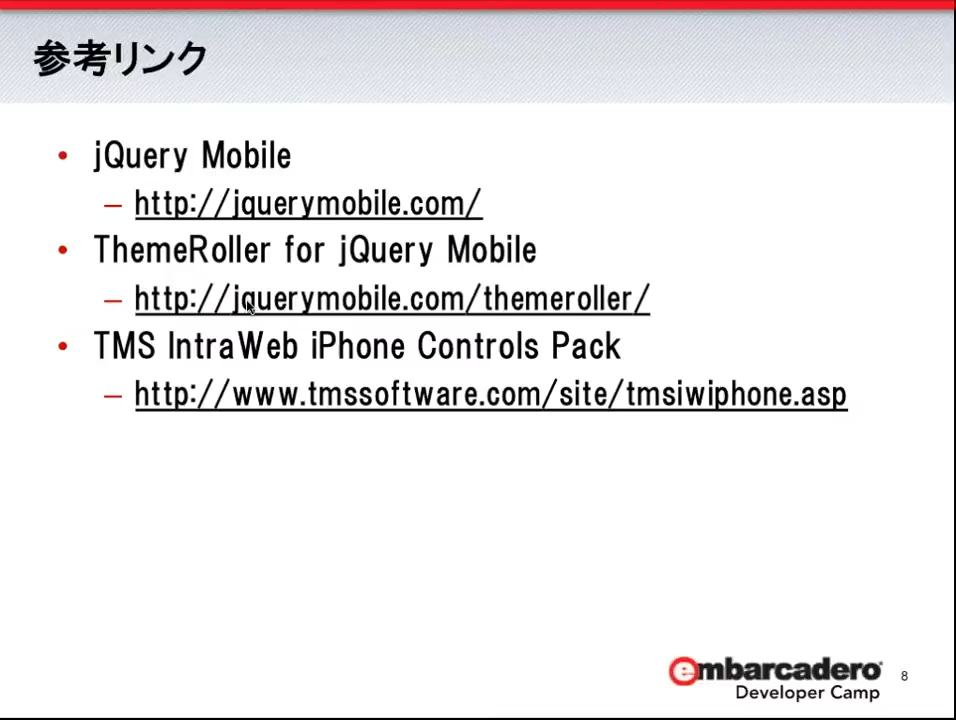 参考リンク
• jQuery Mobile
– http://jquerymobile.com/
• ThemeRoller for jQuery Mobile
– http://jquerymobile.com/themeroller/
• TMS IntraWeb iPhone Controls Pack
– http://www.tmssoftware.com/site/tmsiwiphone.asp
embarcadero
Developer Camp
8